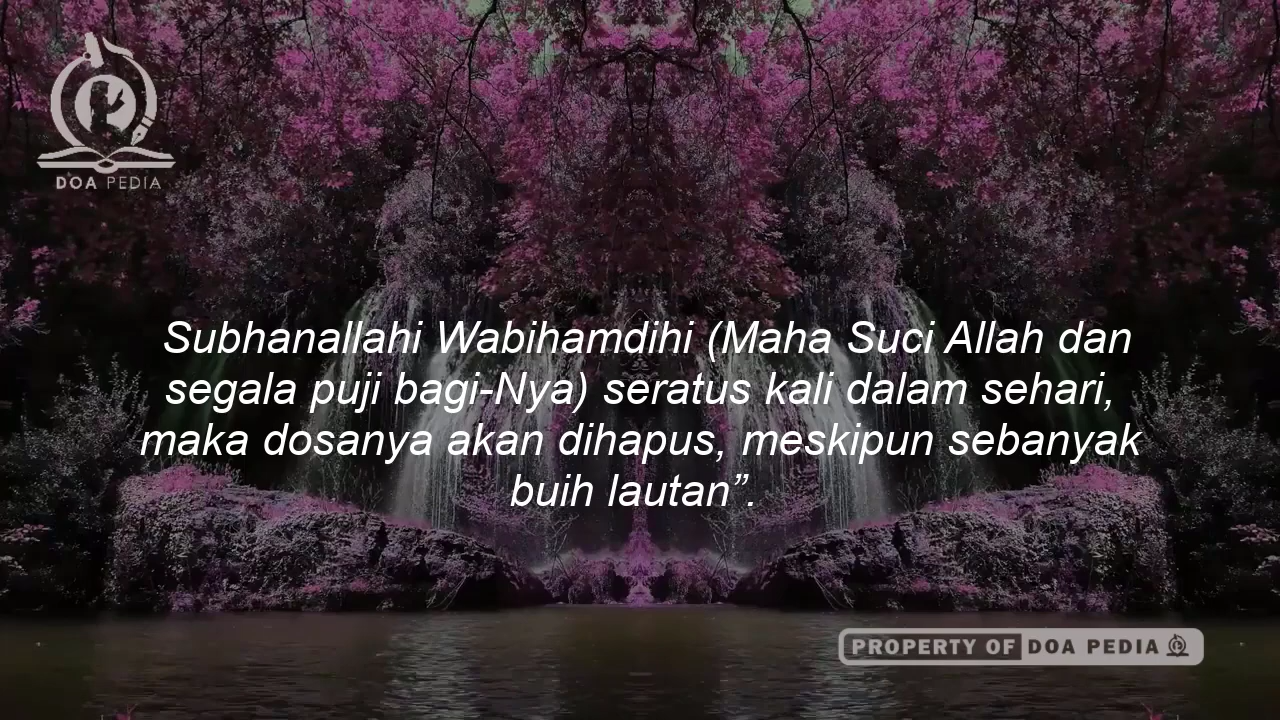 DOA PEDIA
Subhanallahi Wabihamdihi (Maha Suci Allah dan
segala puji bagi-Nya) seratus kali dalam sehari,
maka dosanya akan dihapus, meskipun sebanyak
buih lautan”.
PROPERTY OF DOA PEDIA